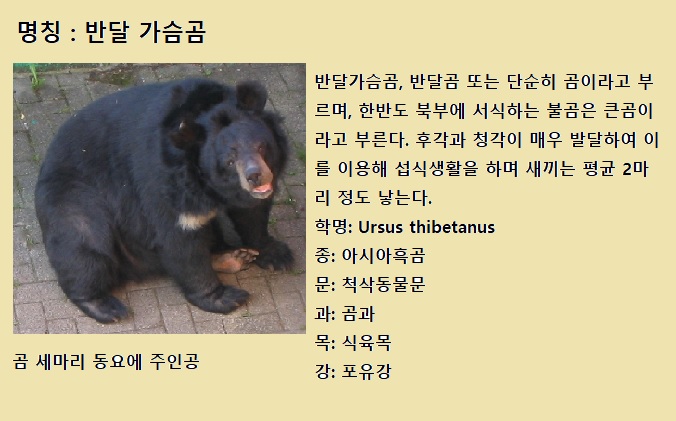 명칭 : 반달 가슴곰
반달가슴곰, 반달곰 또는 단순히 곰이라고 부
르며, 한반도 북부에 서식하는 불곰은 큰곰이
라고 부른다. 후각과 청각이 매우 발달하여 이
를 이용해 섭식생활을 하며 새끼는 평균 2마
리 정도 낳는다.
학명: Ursus thibetanus
종: 아시아흑곰
문: 척삭동물문
과: 곰과
목: 식육목
강: 포유강
곰 세마리 동요에 주인공